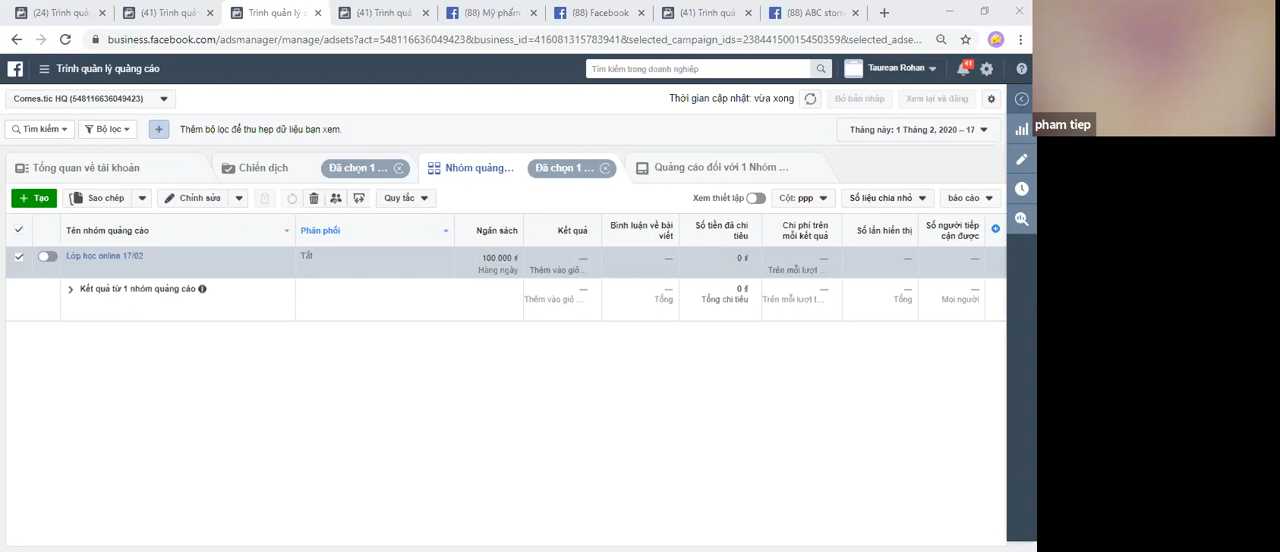 (24) Trình quả
(41) Trình quả
Trình quản lý q
(41) Trình quả
(88) Mỹ phẩm
(88) Facebook
(41) Trình quả
(88) ABC storr
business.facebook.com/adsmanager/manage/adsets?act=548116636049423&business_id=416081315783941&selected_campaign_ids=23844150015450359&selected_adse...
Trình quản lý quảng cáo
Tìm kiếm trong doanh nghiệp
Taurean Rohan
41
pham tiep
Comes.tic HQ (548116636049423)
Thời gian cập nhật: vừa xong
Bỏ bản nháp
Xem lại và đăng
Tìm kiếm
Bộ lọc
Thêm bộ lọc để thu hẹp dữ liệu bạn xem.
Tháng này: 1 Tháng 2, 2020 – 17
Tổng quan về tài khoản
Chiến dịch
Đã chọn 1 ...
Nhóm quảng...
Đã chọn 1 ...
Quảng cáo đối với 1 Nhóm ...
+ Tạo
Sao chép
Chỉnh sửa
Quy tắc
Xem thiết lập
Cột: ppp
Số liệu chia nhỏ
báo cáo
Tên nhóm quảng cáo
Phân phối
Ngân sách
Kết quả
Bình luận về bài viết
Số tiền đã chi tiêu
Chi phí trên mỗi kết quả
Số lần hiển thị
Số người tiếp cận được
Lớp học online 17/02
Tắt
100.000 ₫
Hàng ngày
—
Thêm vào giỏ...
—
0 ₫
—
Trên mỗi lượt ...
—
—
Kết quả từ 1 nhóm quảng cáo
—
Thêm vào giỏ ...
—
Tổng
0 ₫
Tổng chi tiêu
—
Trên mỗi lượt t...
—
Tổng
—
Mọi người